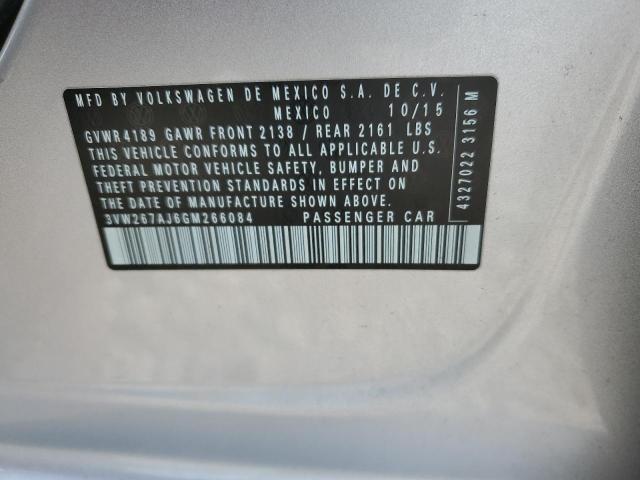 MFD BY VOLKSWAGEN DE MEXICO S.A. DE C.V.
MEXICO 10/15
GVWR4189 GAWR FRONT 2138 / REAR 2161 LBS
THIS VEHICLE CONFORMS TO ALL APPLICABLE U.S.
FEDERAL MOTOR VEHICLE SAFETY, BUMPER AND
THEFT PREVENTION STANDARDS IN EFFECT ON
THE DATE OF MANUFACTURE SHOWN ABOVE.
3VW267AJ6GM266084 PASSENGER CAR
4327022 3156 M